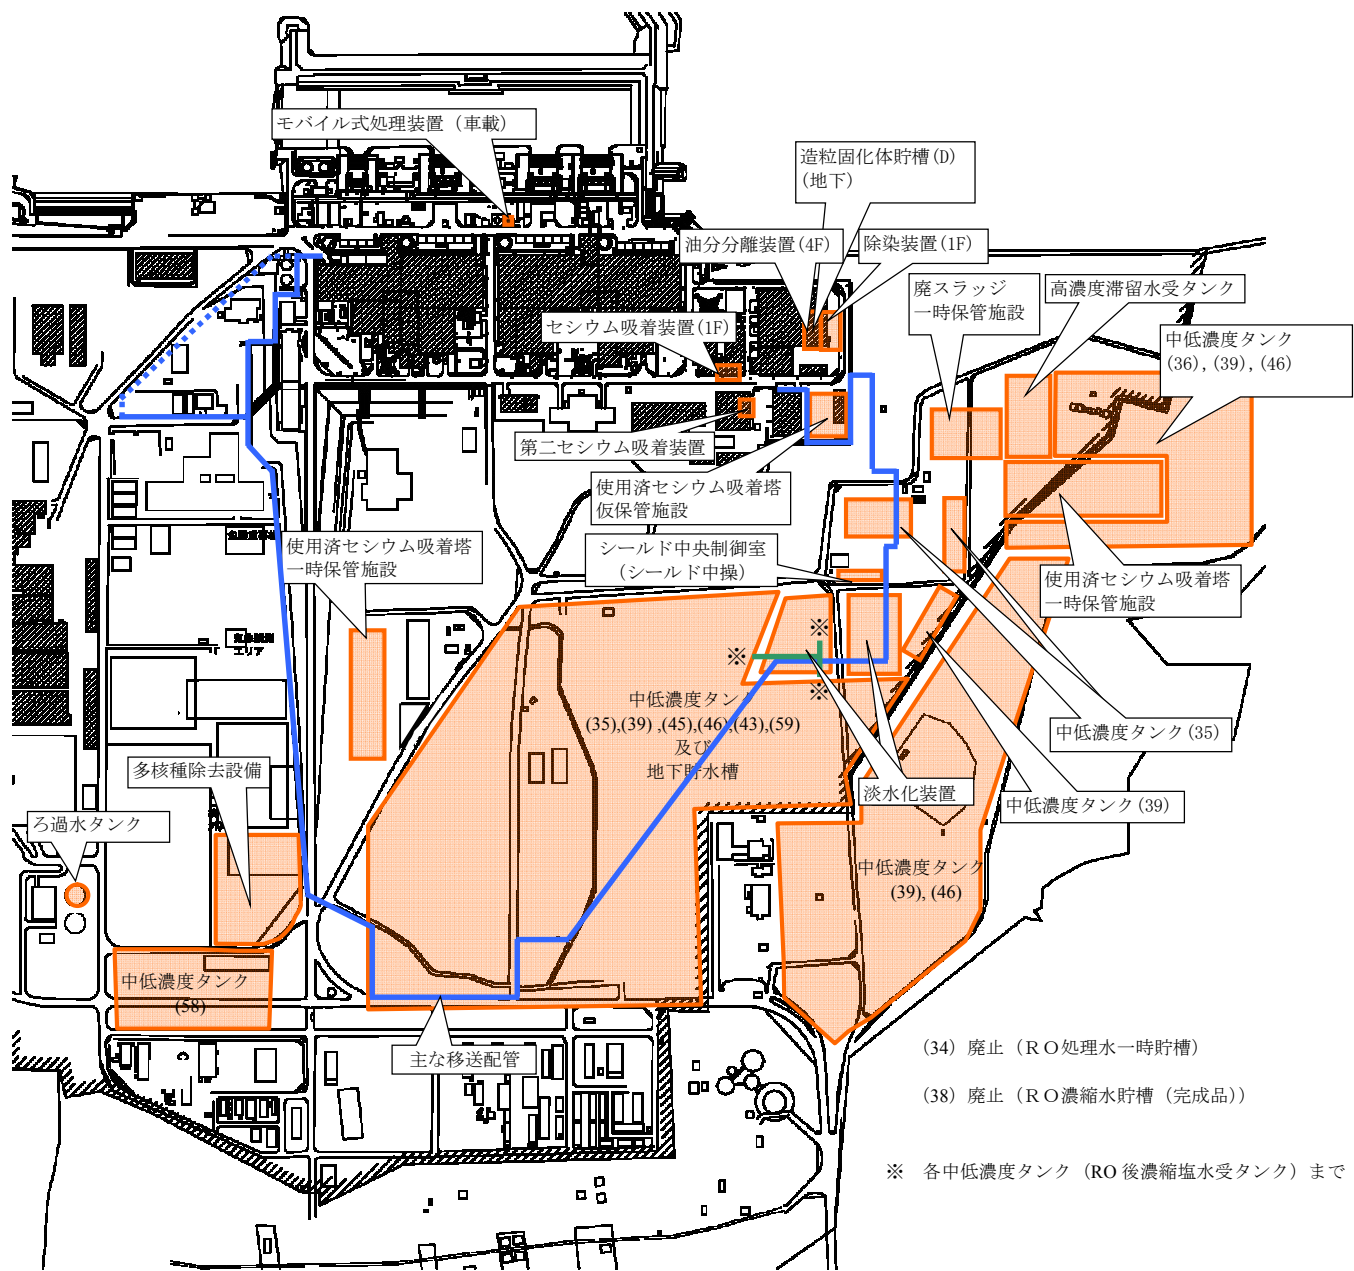 モバイル式処理装置（車載）
造粒固化体貯槽(D)
(地下)
油分分離装置(4F)
除染装置(1F)
廃スラッジ
一時保管施設
高濃度滞留水受タンク
中低濃度タンク
(36), (39), (46)
セシウム吸着装置(1F)
第二セシウム吸着装置
使用済セシウム吸着塔
仮保管施設
使用済セシウム吸着塔
一時保管施設
シールド中央制御室
（シールド中操）
使用済セシウム吸着塔
一時保管施設
エリア
※
※
※
中低濃度タンク
(35),(39) ,(45),(46),(43),(59)
及び
地下貯水槽
中低濃度タンク(35)
淡水化装置
中低濃度タンク(39)
多核種除去設備
ろ過水タンク
中低濃度タンク
(39), (46)
中低濃度タンク
(58)
主な移送配管
(34) 廃止（ＲＯ処理水一時貯槽）
(38) 廃止（ＲＯ濃縮水貯槽（完成品））
※ 各中低濃度タンク（RO 後濃縮塩水受タンク）まで